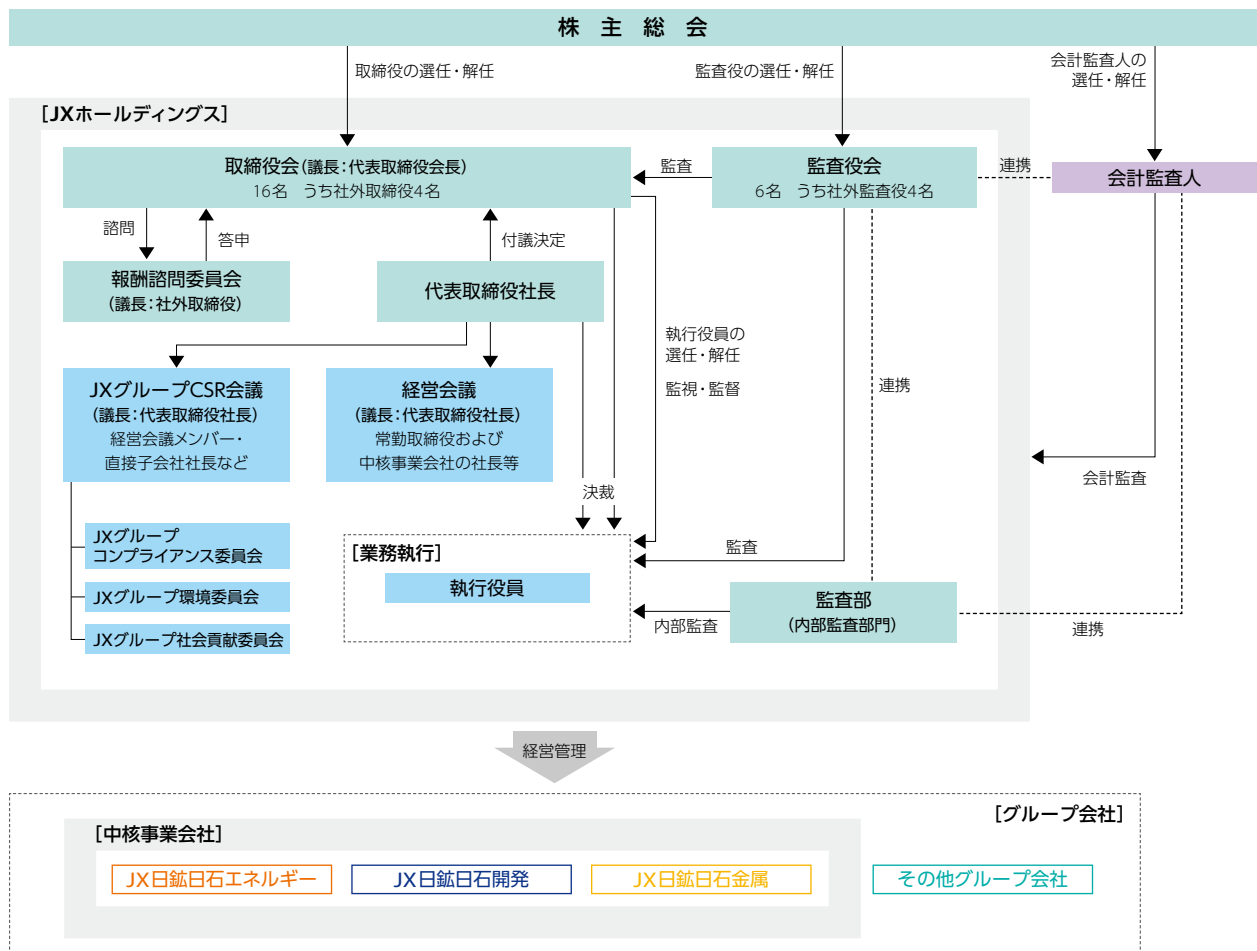 株主総会
取締役の選任・解任
監査役の選任・解任
会計監査人の
選任・解任
[JXホールディングス]
取締役会(議長:代表取締役会長)
16名 うち社外取締役4名
監査
監査役会
6名 うち社外監査役4名
連携
会計監査人
諮問
答申
付議決定
報酬諮問委員会
(議長:社外取締役)
代表取締役社長
執行役員の
選任・解任
監視・監督
連携
JXグループCSR会議
(議長:代表取締役社長)
経営会議メンバー・
直接子会社社長など
経営会議
(議長:代表取締役社長)
常勤取締役および
中核事業会社の社長等
会計監査
決裁
JXグループ
コンプライアンス委員会
JXグループ環境委員会
JXグループ社会貢献委員会
[業務執行]
執行役員
監査
内部監査
監査部
(内部監査部門)
連携
経営管理
[グループ会社]
[中核事業会社]
JX日鉱日石エネルギー
JX日鉱日石開発
JX日鉱日石金属
その他グループ会社